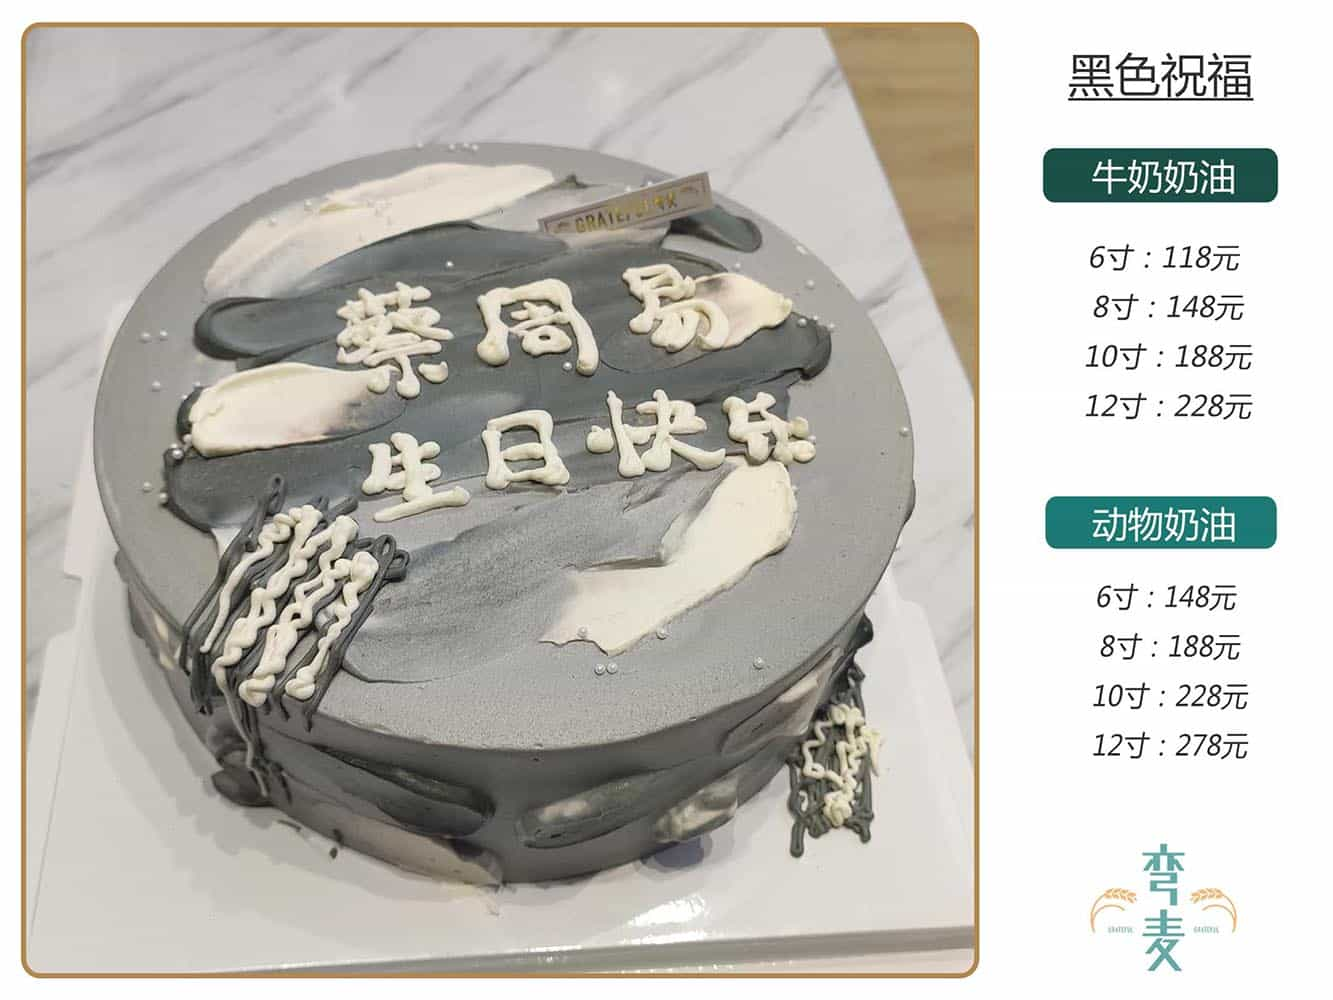 黑色祝福
牛奶奶油
6寸：118元
8寸：148元
10寸：188元
12寸：228元
动物奶油
6寸：148元
8寸：188元
10寸：228元
12寸：278元
GRATEFUL
蔡周易
生日快乐
弯麦
GRATEFUL GRATEFUL